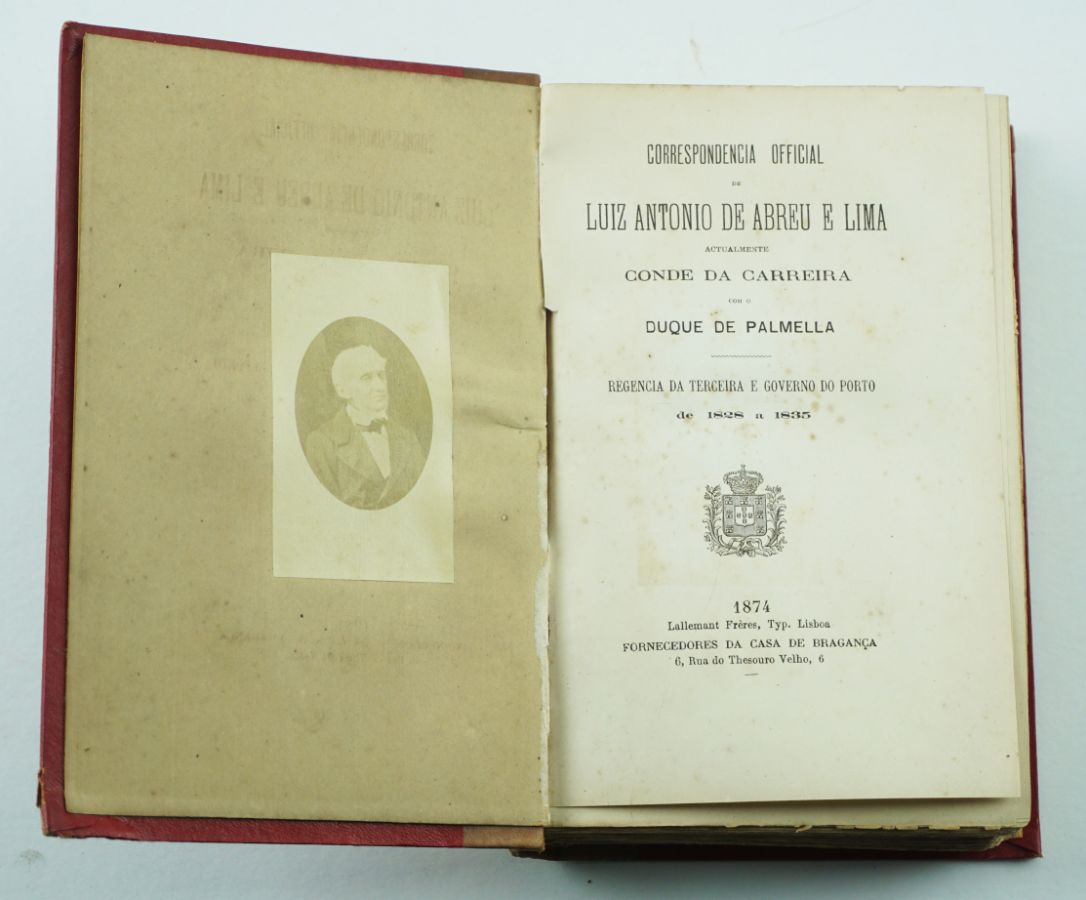 CORRESPONDENCIA OFFICIAL
DE
LUIZ ANTONIO DE ABREU E LIMA
ACTUALMENTE
CONDE DA CARREIRA
COM O
DUQUE DE PALMELLA
REGENCIA DA TERCEIRA E GOVERNO DO PORTO
de 1828 a 1835
1874
Lallemant Frères, Typ. Lisboa
FORNECEDORES DA CASA DE BRAGANÇA
6, Rua do Thesouro Velho, 6